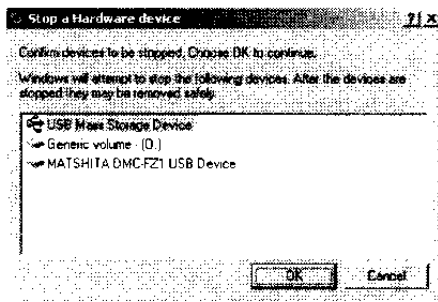 Stop a Hardware device
Confirm devices to be stopped, Choose OK to continue.
Windows will attempt to stop the following devices. After the devices are
stopped they may be removed safely.
USB Mass Storage Device
Generic volume - (D:)
MATSHITA DMC-FZ1 USB Device
OK Cancel